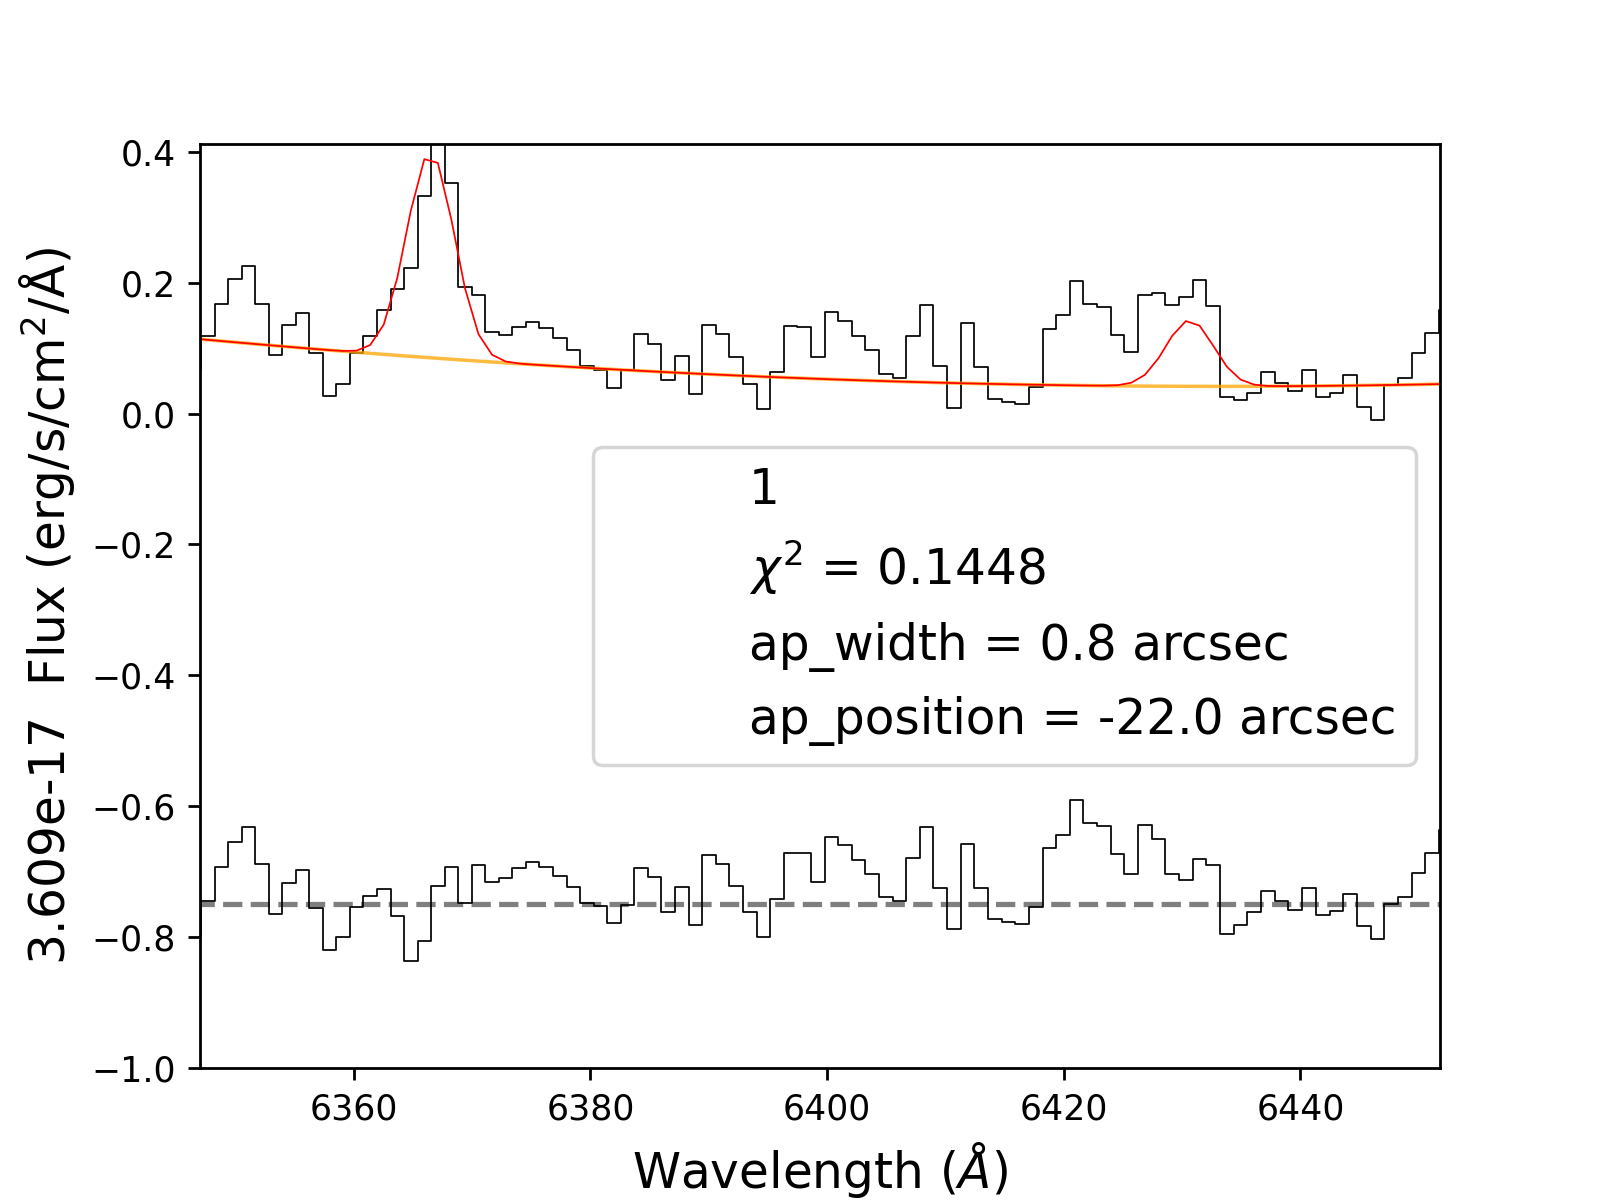 0.4
0.2
0.0
−0.2
−0.4
−0.6
−0.8
−1.0
3.609e-17 Flux (erg/s/cm²/Å)
1
χ² = 0.1448
ap_width = 0.8 arcsec
ap_position = -22.0 arcsec
6360 6380 6400 6420 6440
Wavelength (Å)